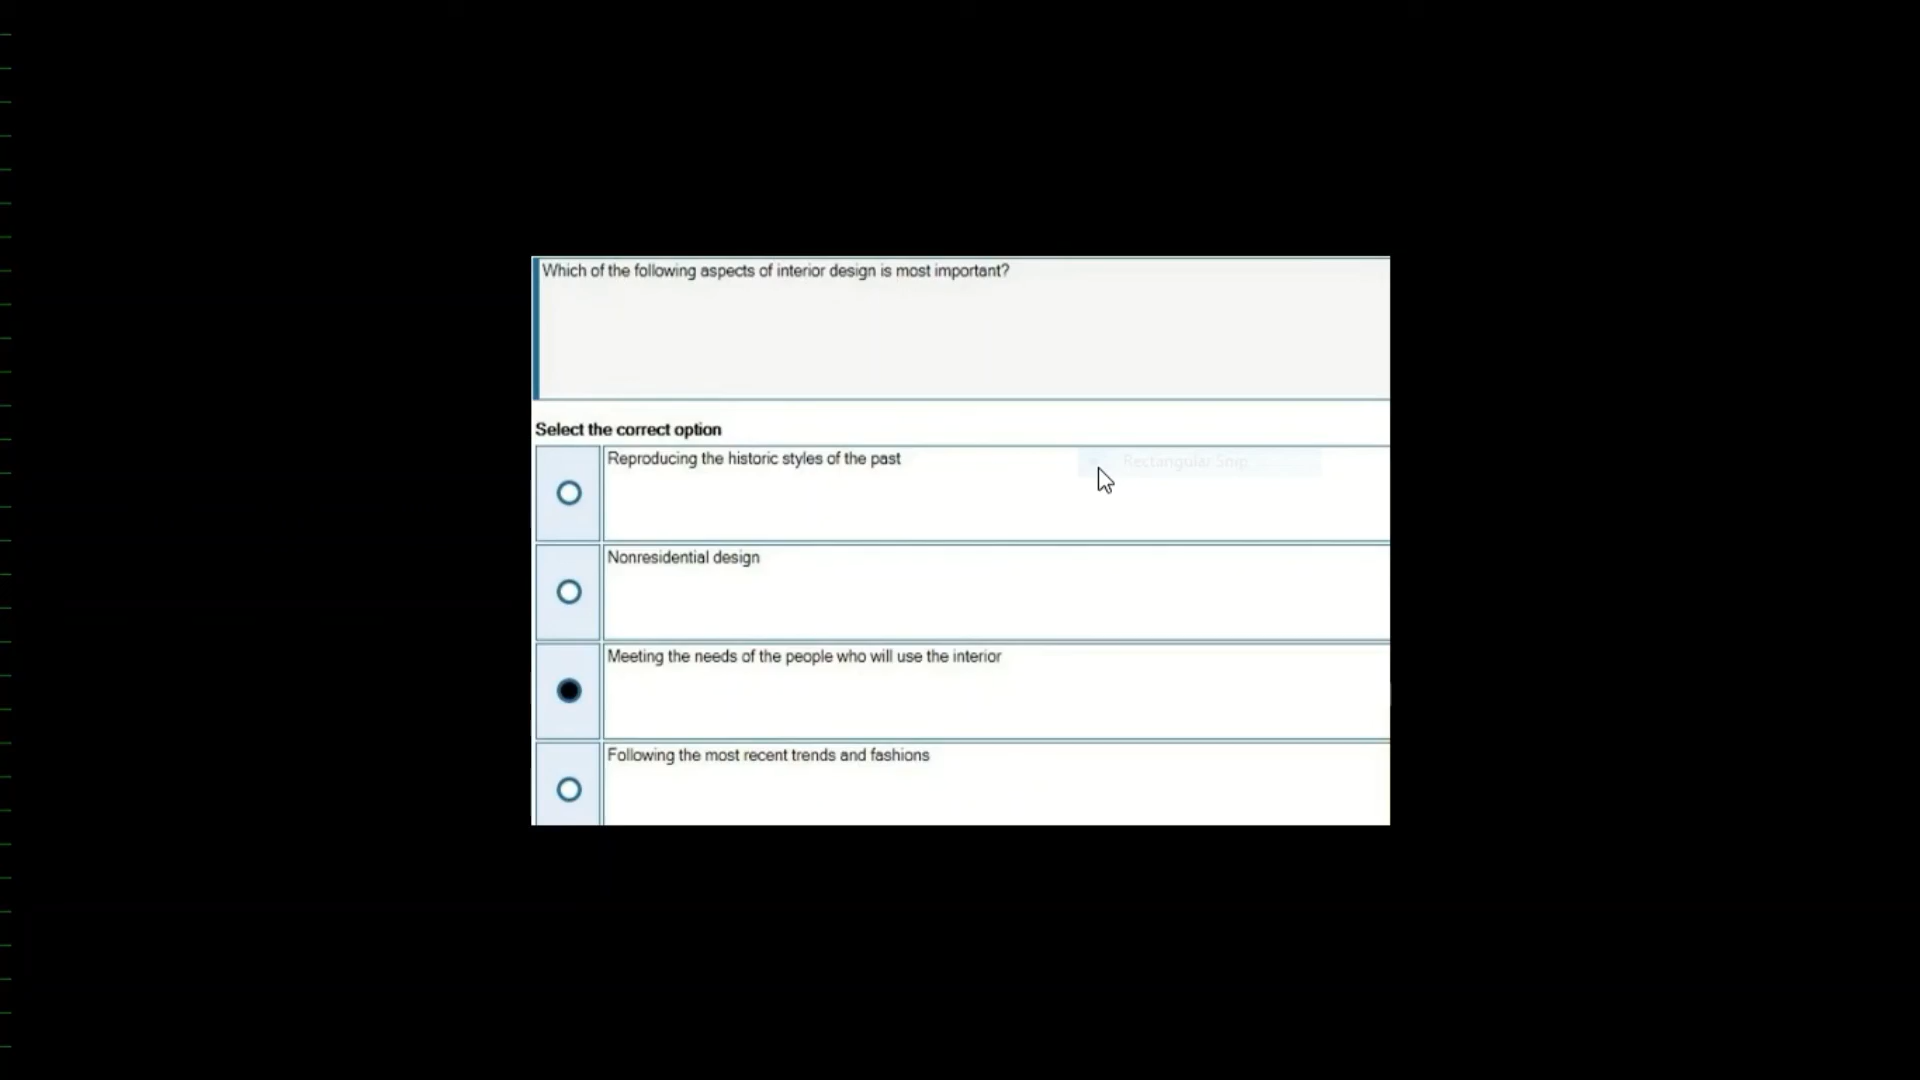 Which of the following aspects of interior design is most important?
Select the correct option
Reproducing the historic styles of the past
Rectangular Snip
Nonresidential design
Meeting the needs of the people who will use the interior
Following the most recent trends and fashions